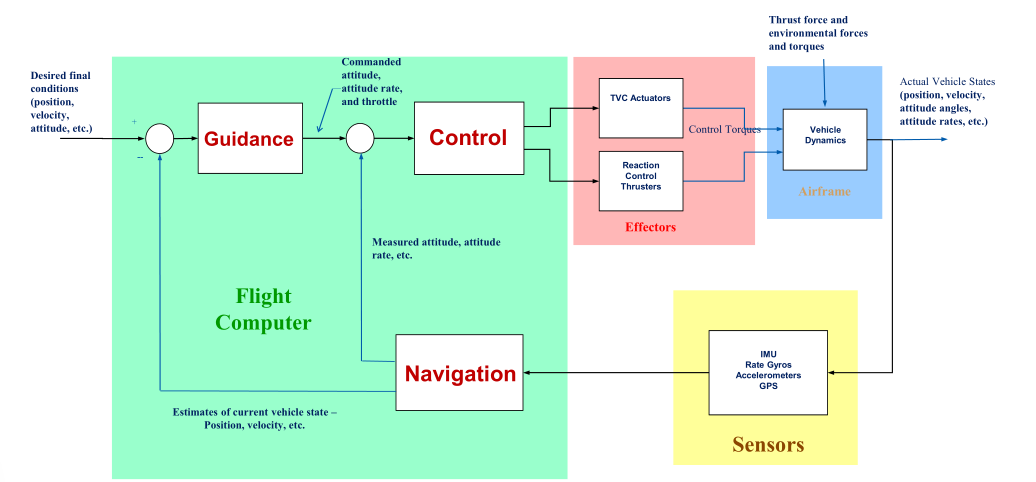 Thrust force and
environmental forces
and torques
Desired final
conditions
(position,
velocity,
attitude, etc.)
+
--
Guidance
Commanded
attitude,
attitude rate,
and throttle
Control
TVC Actuators
Reaction
Control
Thrusters
Effectors
Control Torques
Vehicle
Dynamics
Airframe
Actual Vehicle States
(position, velocity,
attitude angles,
attitude rates, etc.)
Measured attitude, attitude
rate, etc.
Flight
Computer
Navigation
Estimates of current vehicle state –
Position, velocity, etc.
IMU
Rate Gyros
Accelerometers
GPS
Sensors